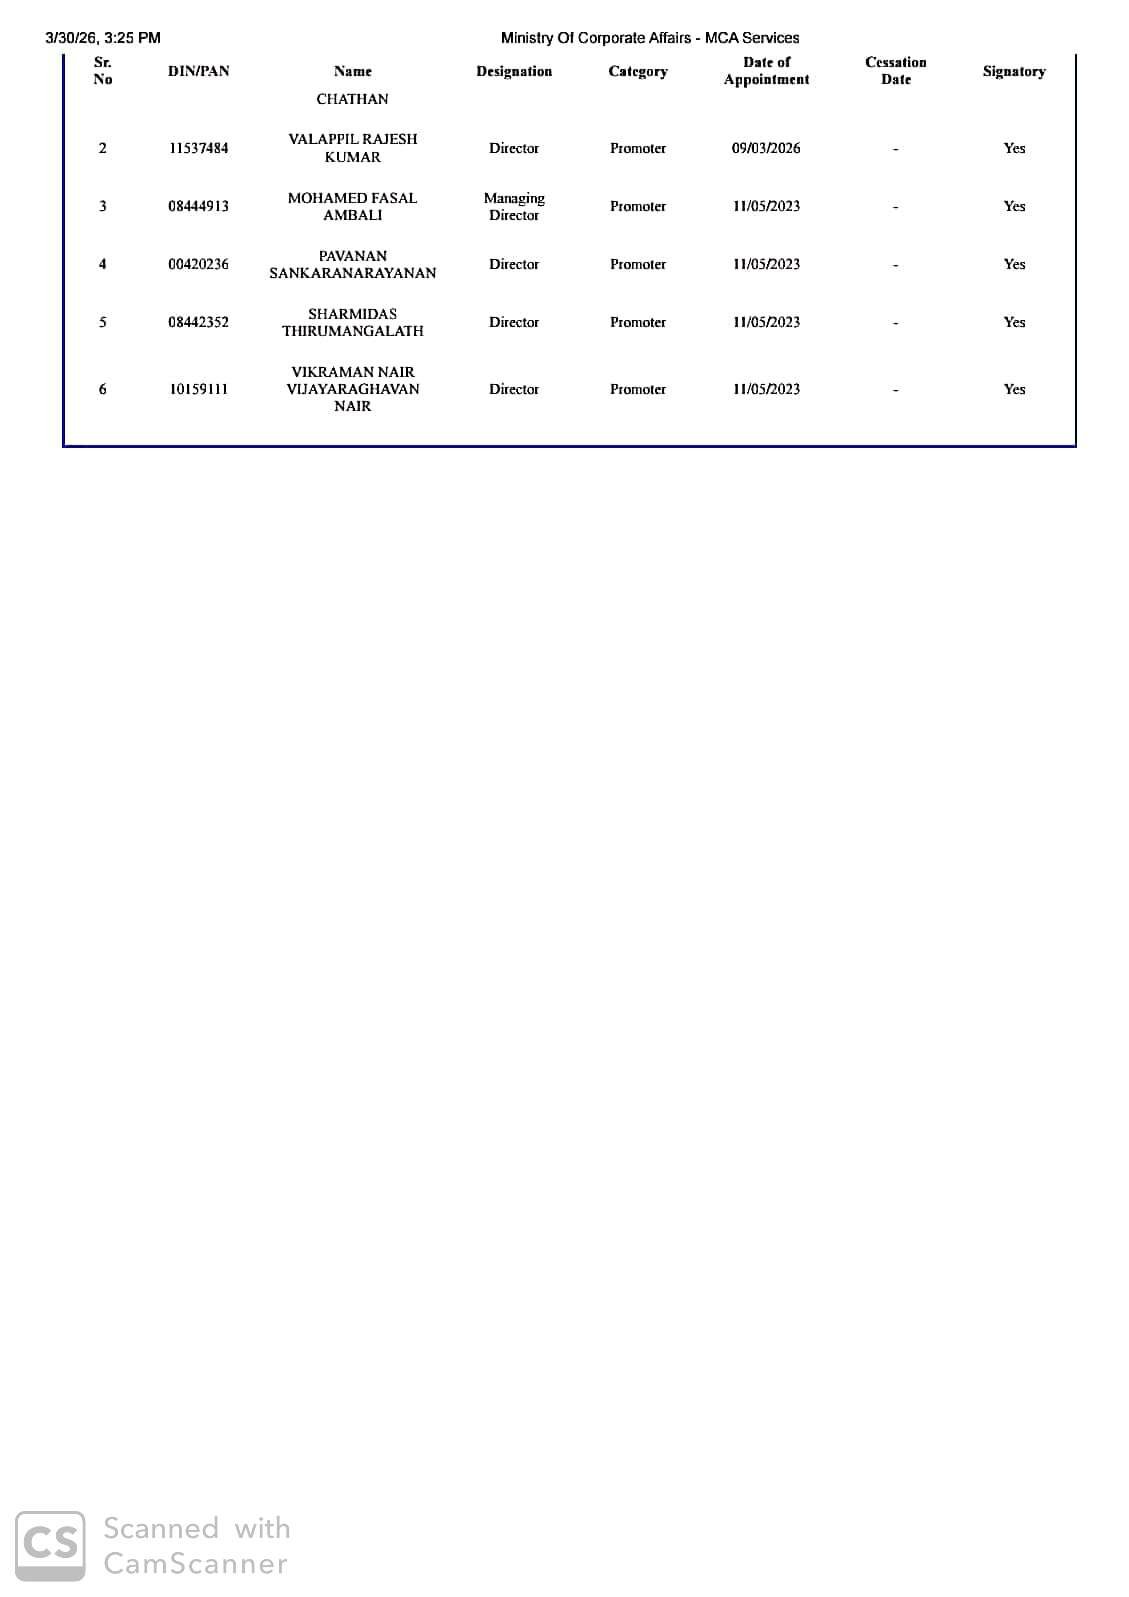 3/30/26, 3:25 PM Ministry Of Corporate Affairs - MCA Services
Sr. No DIN/PAN Name Designation Category Date of Appointment Cessation Date Signatory
CHATHAN
2 11537484 VALAPPIL RAJESH KUMAR Director Promoter 09/03/2026 - Yes
3 08444913 MOHAMED FASAL AMBALI Managing Director Promoter 11/05/2023 - Yes
4 00420236 PAVANAN SANKARANARAYANAN Director Promoter 11/05/2023 - Yes
5 08442352 SHARMIDAS THIRUMANGALATH Director Promoter 11/05/2023 - Yes
6 10159111 VIKRAMAN NAIR VIJAYARAGHAVAN NAIR Director Promoter 11/05/2023 - Yes
CS Scanned with
CamScanner